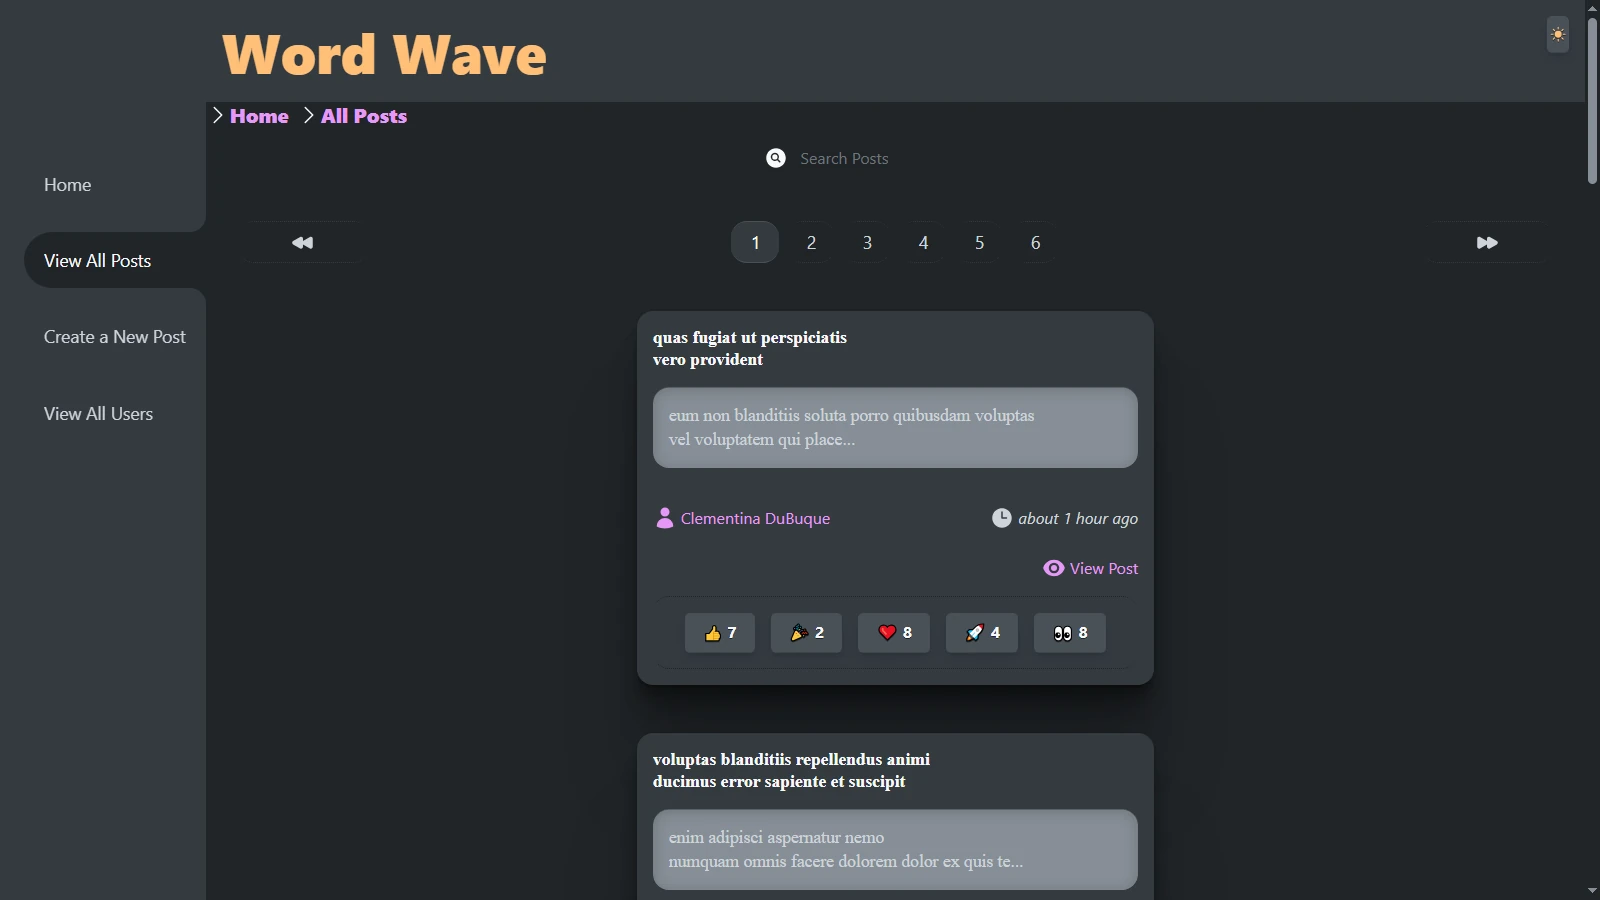 Word Wave
Home
All Posts
Search Posts
Home
View All Posts
Create a New Post
View All Users
1
2
3
4
5
6
quas fugiat ut perspiciatis
vero provident
eum non blanditiis soluta porro quibusdam voluptas
vel voluptatem qui place...
Clementina DuBuque
about 1 hour ago
View Post
7
2
8
4
8
voluptas blanditiis repellendus animi
ducimus error sapiente et suscipit
enim adipisci aspernatur nemo
numquam omnis facere dolorem dolor ex quis te...